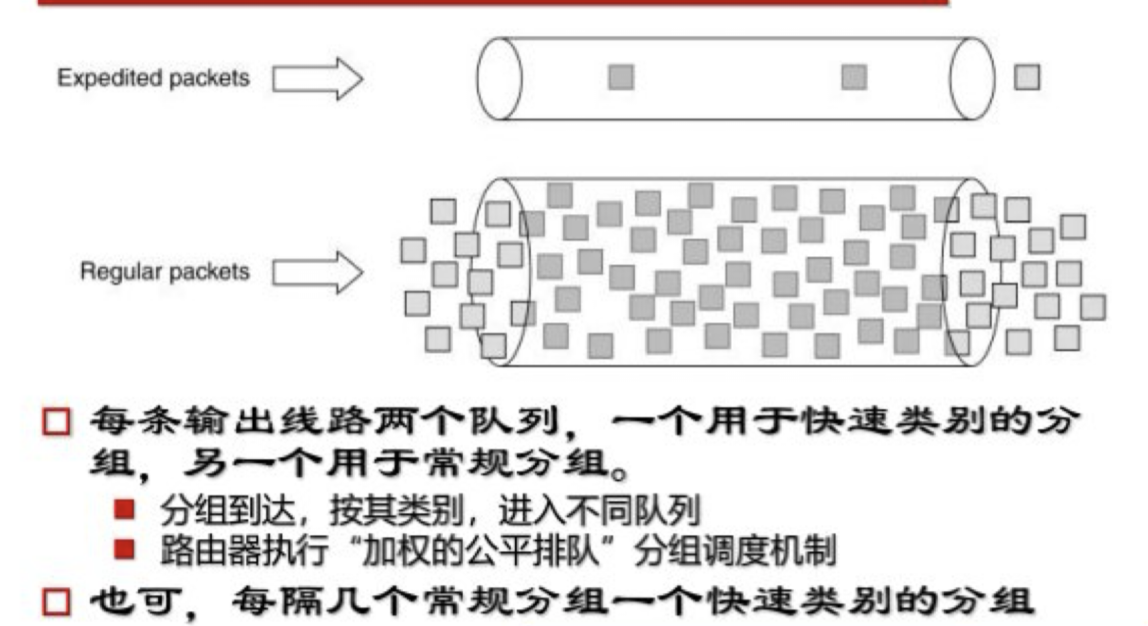 Expedited packets
Regular packets
每条输出线路两个队列，一个用于快速类别的分
组，另一个用于常规分组。
分组到达，按其类别，进入不同队列
路由器执行“加权的公平排队”分组调度机制
也可，每隔几个常规分组一个快速类别的分组